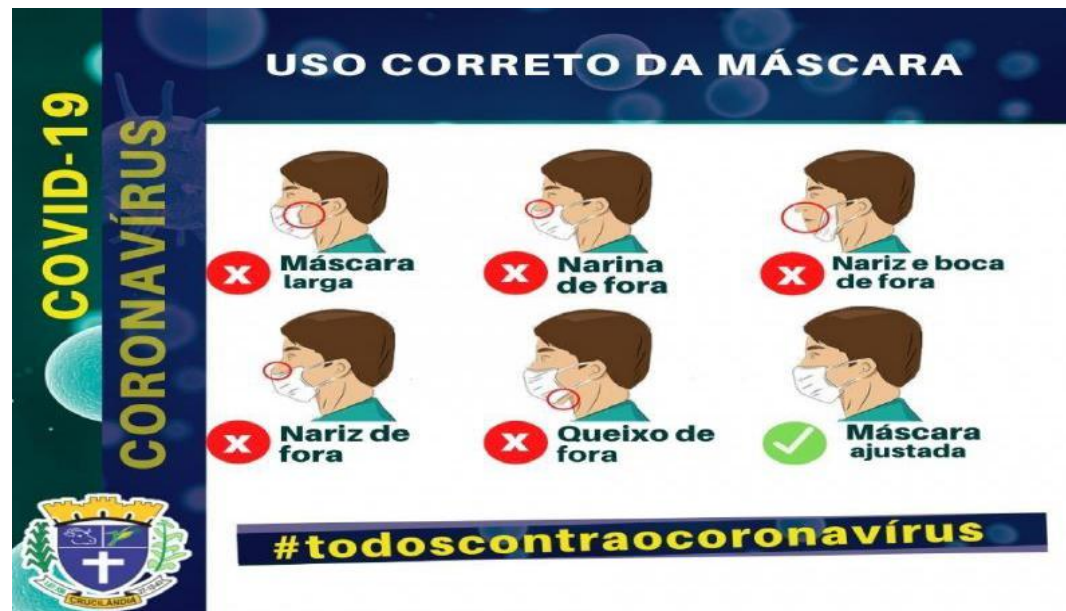 COVID-19
CORONAVÍRUS
USO CORRETO DA MÁSCARA
X Máscara
larga
X Narina
de fora
X Nariz e boca
de fora
X Nariz de
fora
X Queixo de
fora
Máscara
ajustada
#todoscontraocoronavírus
CRUCILÂNDIA